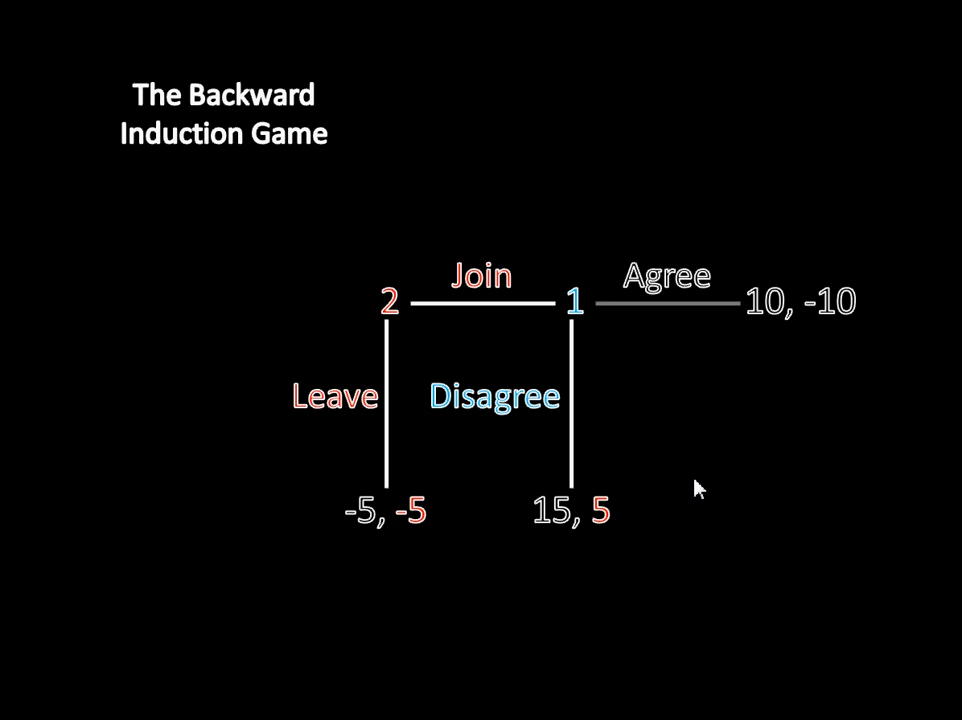 The Backward
Induction Game
Join
Agree
2
1
10, -10
Leave
Disagree
-5, -5
15, 5